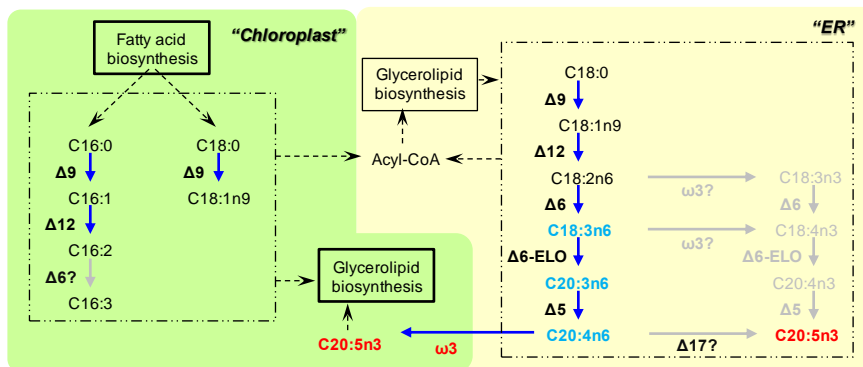 “Chloroplast”
“ER”
Fatty acid
biosynthesis
Glycerolipid
biosynthesis
C16:0
Δ9
C16:1
Δ12
C16:2
Δ6?
C16:3
C18:0
Δ9
C18:1n9
Acyl-CoA
Glycerolipid
biosynthesis
C20:5n3
ω3
C18:0
Δ9
C18:1n9
Δ12
C18:2n6
Δ6
C18:3n6
Δ6-ELO
C20:3n6
Δ5
C20:4n6
ω3?
ω3?
Δ17?
C18:3n3
Δ6
C18:4n3
Δ6-ELO
C20:4n3
Δ5
C20:5n3